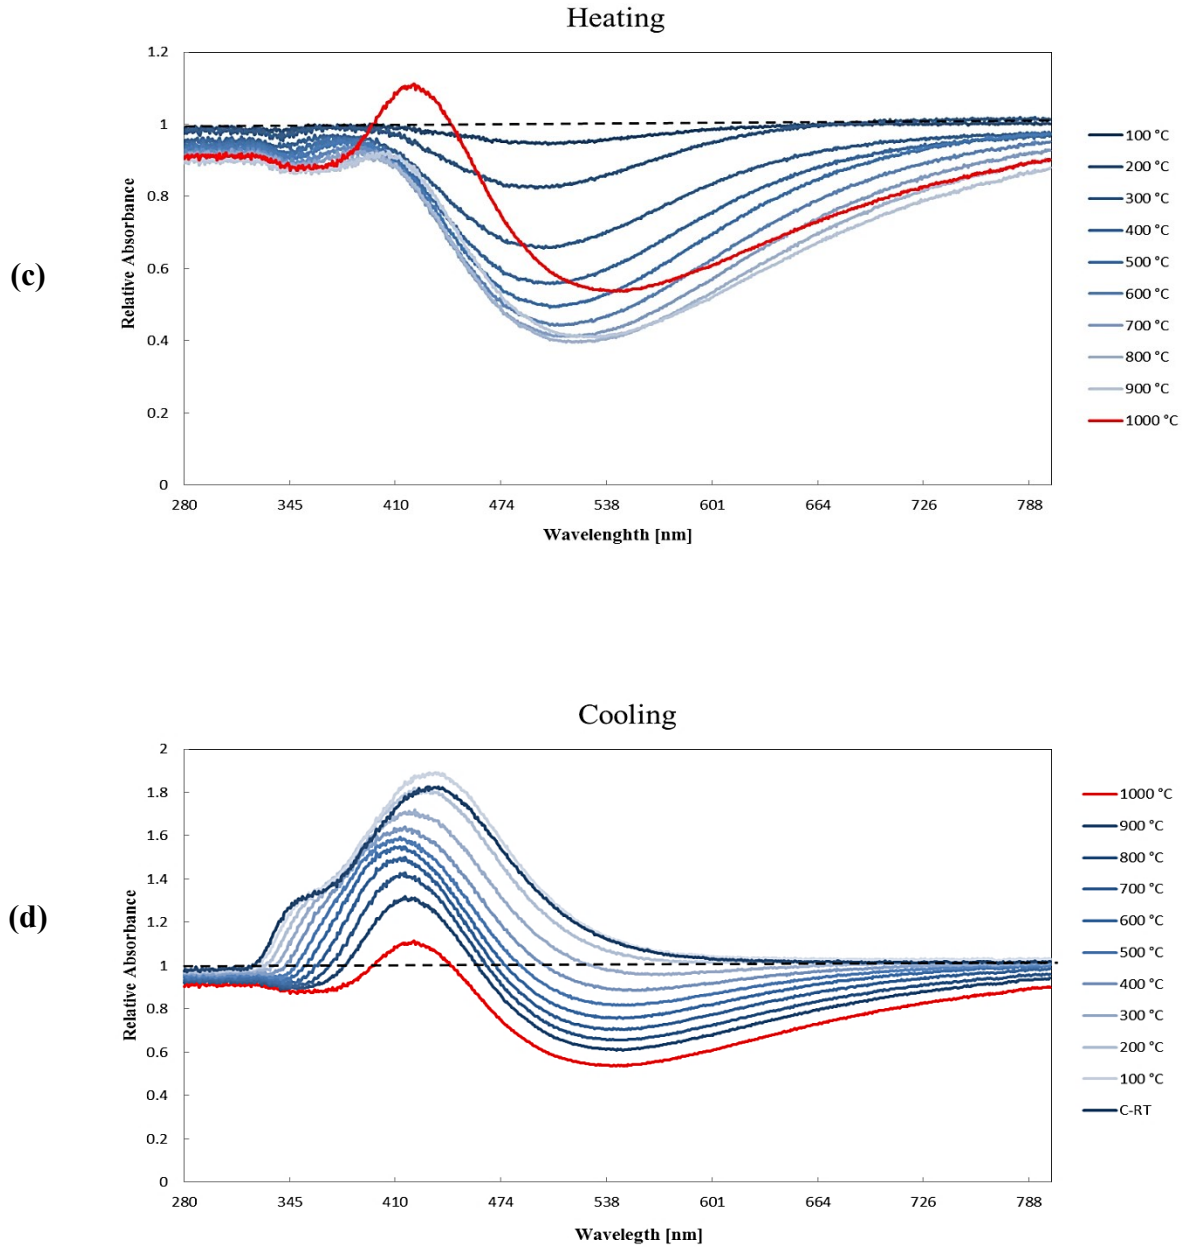 Heating
(c)
Relative Absorbance
1.2
1
0.8
0.6
0.4
0.2
0
280 345 410 474 538 601 664 726 788
Wavelenghth [nm]
100 °C
200 °C
300 °C
400 °C
500 °C
600 °C
700 °C
800 °C
900 °C
1000 °C
Cooling
(d)
Relative Absorbance
2
1.8
1.6
1.4
1.2
1
0.8
0.6
0.4
0.2
0
280 345 410 474 538 601 664 726 788
Wavelegth [nm]
1000 °C
900 °C
800 °C
700 °C
600 °C
500 °C
400 °C
300 °C
200 °C
100 °C
C-RT